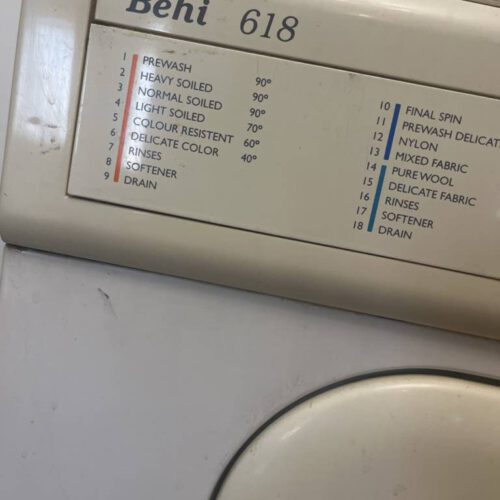 Behi 618
1 PREWASH 90°
2 HEAVY SOILED 90°
3 NORMAL SOILED 90°
4 LIGHT SOILED 70°
5 COLOUR RESISTENT 60°
6 DELICATE COLOR 40°
7 RINSES
8 SOFTENER
9 DRAIN
10 FINAL SPIN
11 PREWASH DELICAT
12 NYLON
13 MIXED FABRIC
14 PURE WOOL
15 DELICATE FABRIC
16 RINSES
17 SOFTENER
18 DRAIN